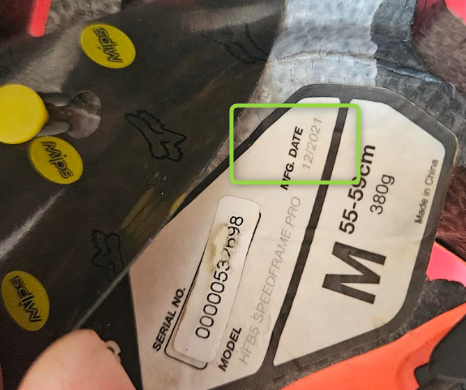 mips
mips
mips
MFG. DATE
12/2021
SERIAL NO.
MODEL
HFB5 SPEEDFRAME PRO
M
55-59cm
380g
Made in China